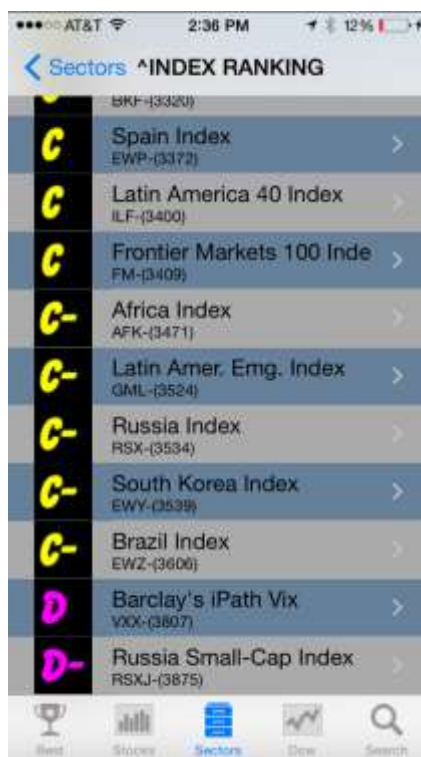 AT&T 2:36 PM 12%
Sectors ^INDEX RANKING
BKF-(3320)
C Spain Index
EWP-(3372)
C Latin America 40 Index
ILF-(3400)
C Frontier Markets 100 Inde
FM-(3409)
C- Africa Index
AFK-(3471)
C- Latin Amer. Emg. Index
GML-(3524)
C- Russia Index
RSX-(3534)
C- South Korea Index
EWY-(3539)
C- Brazil Index
EWZ-(3606)
D Barclay's iPath Vix
VXX-(3807)
D- Russia Small-Cap Index
RSXJ-(3875)
Best Stocks Sectors Dow Search